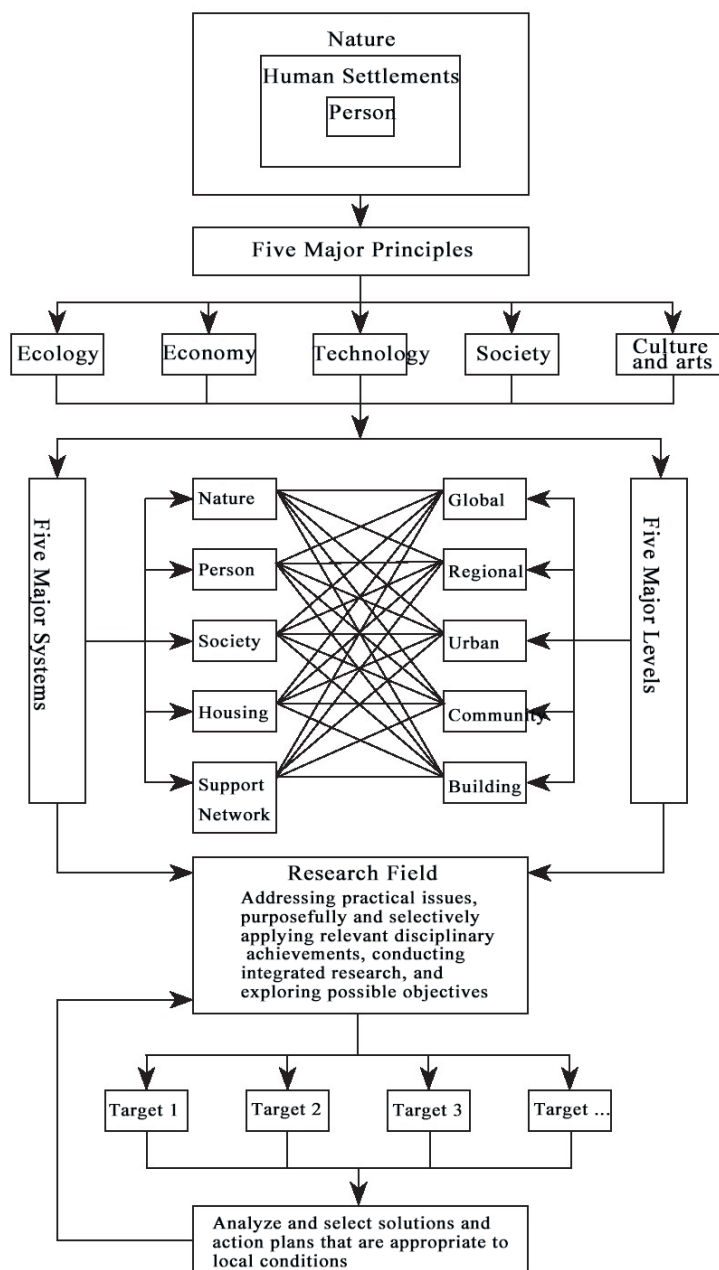 Nature
Human Settlements
Person
Five Major Principles
Ecology
Economy
Technology
Society
Culture
and arts
Five Major Systems
Nature
Person
Society
Housing
Support
Network
Global
Regional
Urban
Community
Building
Five Major Levels
Research Field
Addressing practical issues,
purposefully and selectively
applying relevant disciplinary
achievements, conducting
integrated research, and
exploring possible objectives
Target 1
Target 2
Target 3
Target ...
Analyze and select solutions and
action plans that are appropriate to
local conditions